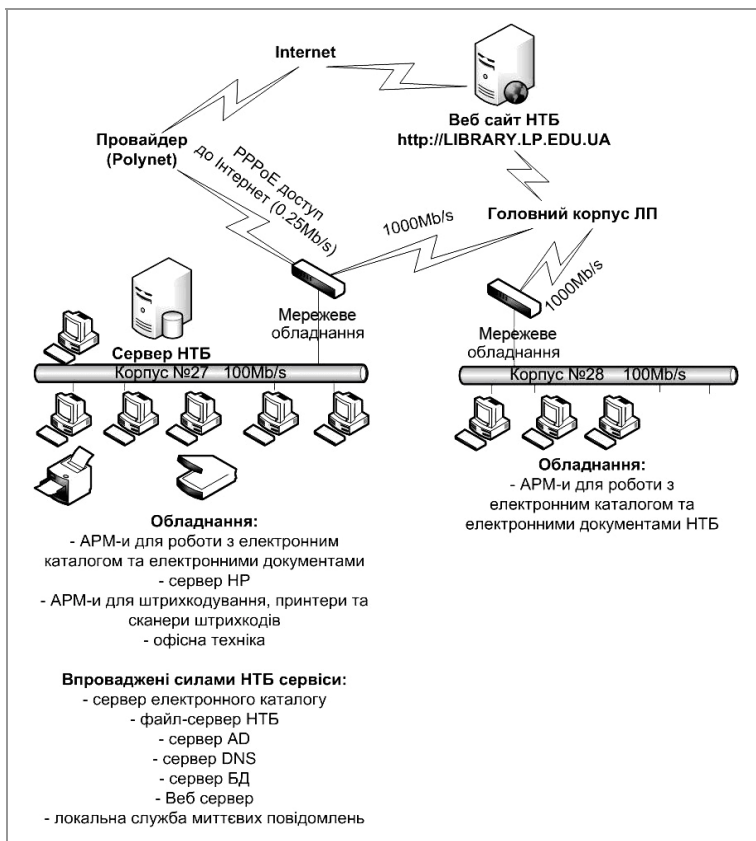 Internet
Веб сайт НТБ
http://LIBRARY.LP.EDU.UA
Провайдер
(Polynet)
PPPoE доступ
до Інтернет (0.25Mb/s)
1000Mb/s
Головний корпус ЛП
1000Mb/s
Мережеве
обладнання
Мережеве
обладнання
Сервер НТБ
Корпус №27 100Mb/s
Корпус №28 100Mb/s
Обладнання:
- АРМ-и для роботи з
електронним каталогом та
електронними документами НТБ
Обладнання:
- АРМ-и для роботи з електронним
каталогом та електронними документами
- сервер HP
- АРМ-и для штрихкодування, принтери та
сканери штрихкодів
- офісна техніка
Впроваджені силами НТБ сервіси:
- сервер електронного каталогу
- файл-сервер НТБ
- сервер AD
- сервер DNS
- сервер БД
- Веб сервер
- локальна служба миттєвих повідомлень